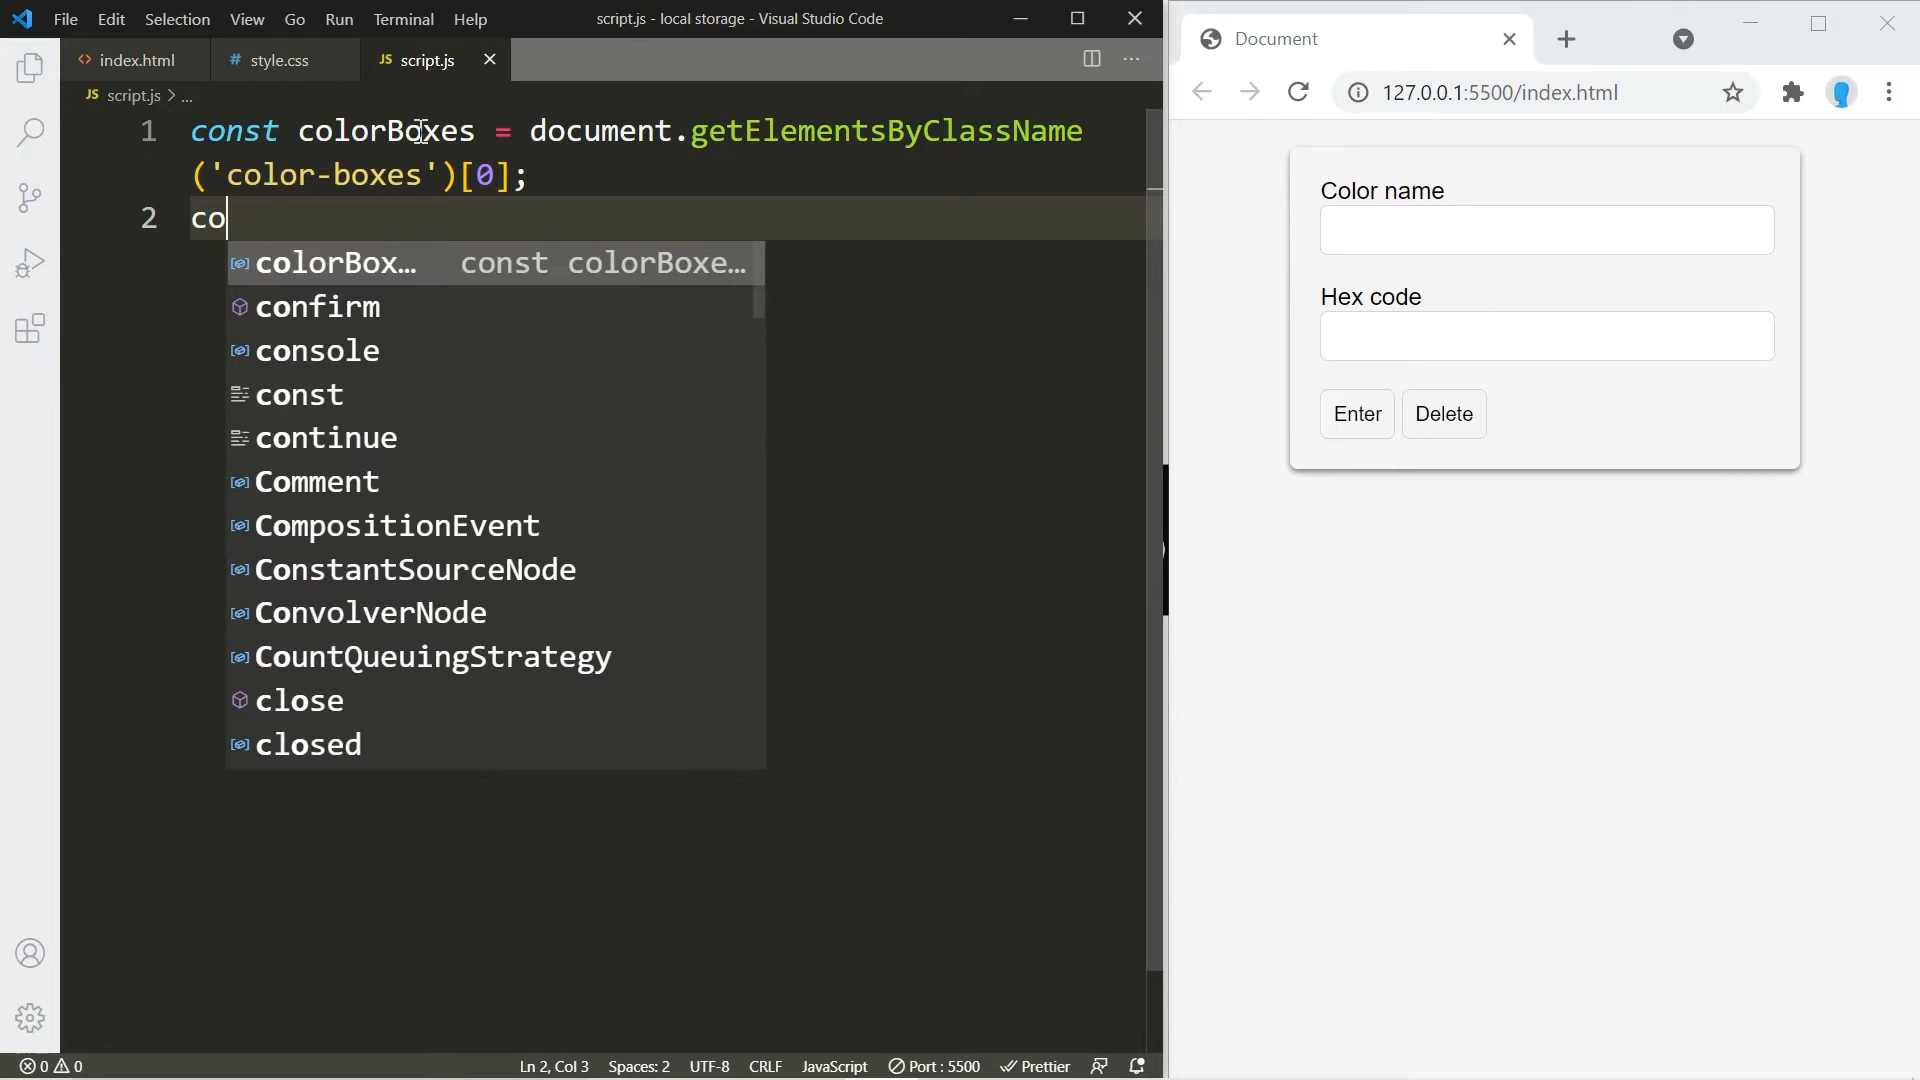 File Edit Selection View Go Run Terminal Help
script.js - local storage - Visual Studio Code
index.html
style.css
JS script.js
JS script.js > ...
1 const colorBoxes = document.getElementsByClassName
('color-boxes')[0];
2 co
colorBox… const colorBoxe…
confirm
console
const
continue
Comment
CompositionEvent
ConstantSourceNode
ConvolverNode
CountQueuingStrategy
close
closed
0 0
Ln 2, Col 3 Spaces: 2 UTF-8 CRLF JavaScript Port : 5500 Prettier
Document
127.0.0.1:5500/index.html
Color name
Hex code
Enter Delete